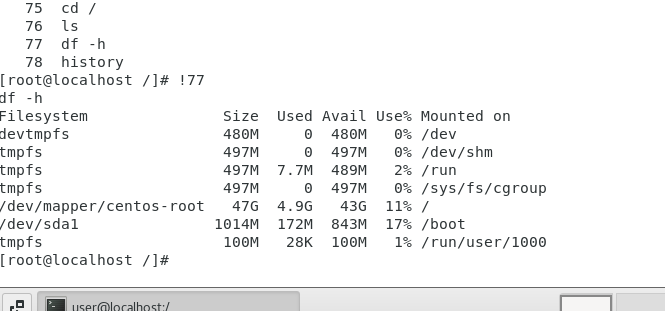 75  cd /
76  ls
77  df -h
78  history
[root@localhost /]# !77
df -h
Filesystem               Size  Used Avail Use% Mounted on
devtmpfs                 480M     0  480M   0% /dev
tmpfs                    497M     0  497M   0% /dev/shm
tmpfs                    497M  7.7M  489M   2% /run
tmpfs                    497M     0  497M   0% /sys/fs/cgroup
/dev/mapper/centos-root   47G  4.9G   43G  11% /
/dev/sda1               1014M  172M  843M  17% /boot
tmpfs                    100M   28K  100M   1% /run/user/1000
[root@localhost /]#
user@localhost:/